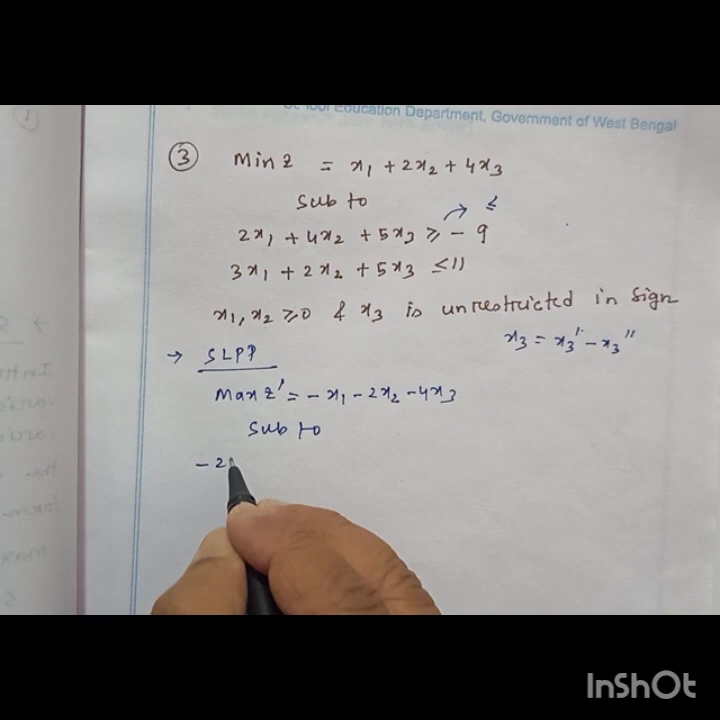 Education Department, Government of West Bengal
③ Min Z = x₁ + 2x₂ + 4x₃
Sub to
≤
2x₁ + 4x₂ + 5x₃ ≥ - 9
3x₁ + 2x₂ + 5x₃ ≤ 11
x₁, x₂ ≥ 0 & x₃ is unrestricted in sign
x₃ = x₃' - x₃''
→ SLPP
Max Z' = - x₁ - 2x₂ - 4x₃
Sub to
- 2
InShOt